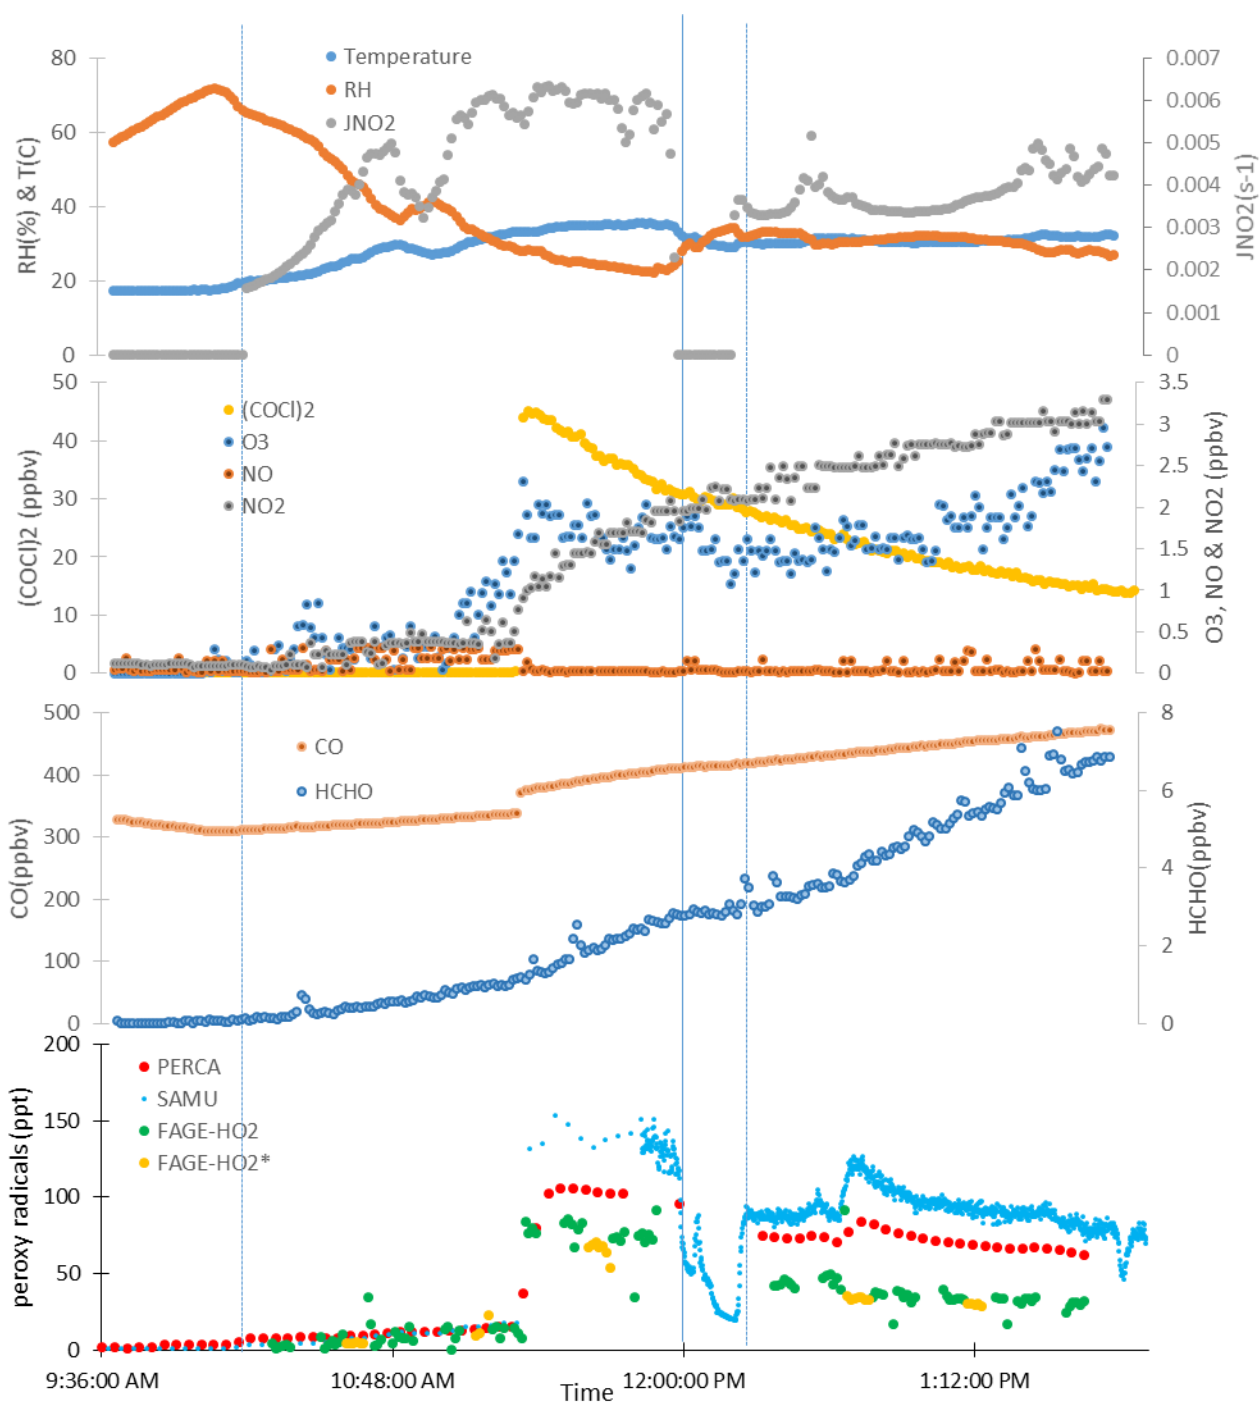 80
60
40
20
0
RH(%) & T(C)
Temperature
RH
JNO2
0.007
0.006
0.005
0.004
0.003
0.002
0.001
0
JNO2(s-1)
50
40
30
20
10
0
(COCl)2 (ppbv)
(COCl)2
O3
NO
NO2
3.5
3
2.5
2
1.5
1
0.5
0
O3, NO & NO2 (ppbv)
500
400
300
200
100
0
CO(ppbv)
CO
HCHO
8
6
4
2
0
HCHO(ppbv)
200
150
100
50
0
peroxy radicals (ppt)
PERCA
SAMU
FAGE-HO2
FAGE-HO2*
9:36:00 AM
10:48:00 AM
12:00:00 PM
1:12:00 PM
Time